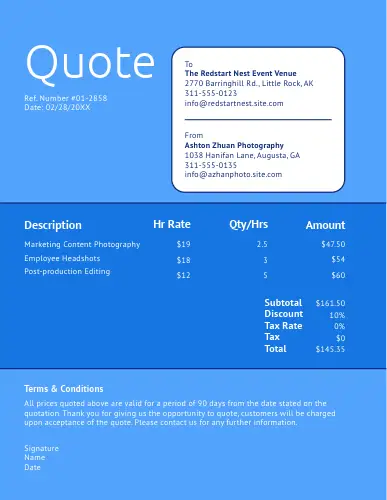 Quote
Ref. Number #01-2858
Date: 02/28/20XX
To
The Redstart Nest Event Venue
2770 Barringhill Rd., Little Rock, AK
311-555-0123
info@redstartnest.site.com
From
Ashton Zhuan Photography
1038 Hanifan Lane, Augusta, GA
311-555-0135
info@azhanphoto.site.com
Description Hr Rate Qty/Hrs Amount
Marketing Content Photography $19 2.5 $47.50
Employee Headshots $18 3 $54
Post-production Editing $12 5 $60
Subtotal $161.50
Discount 10%
Tax Rate 0%
Tax $0
Total $145.35
Terms & Conditions
All prices quoted above are valid for a period of 90 days from the date stated on the
quotation. Thank you for giving us the opportunity to quote, customers will be charged
upon acceptance of the quote. Please contact us for any further information.
Signature
Name
Date